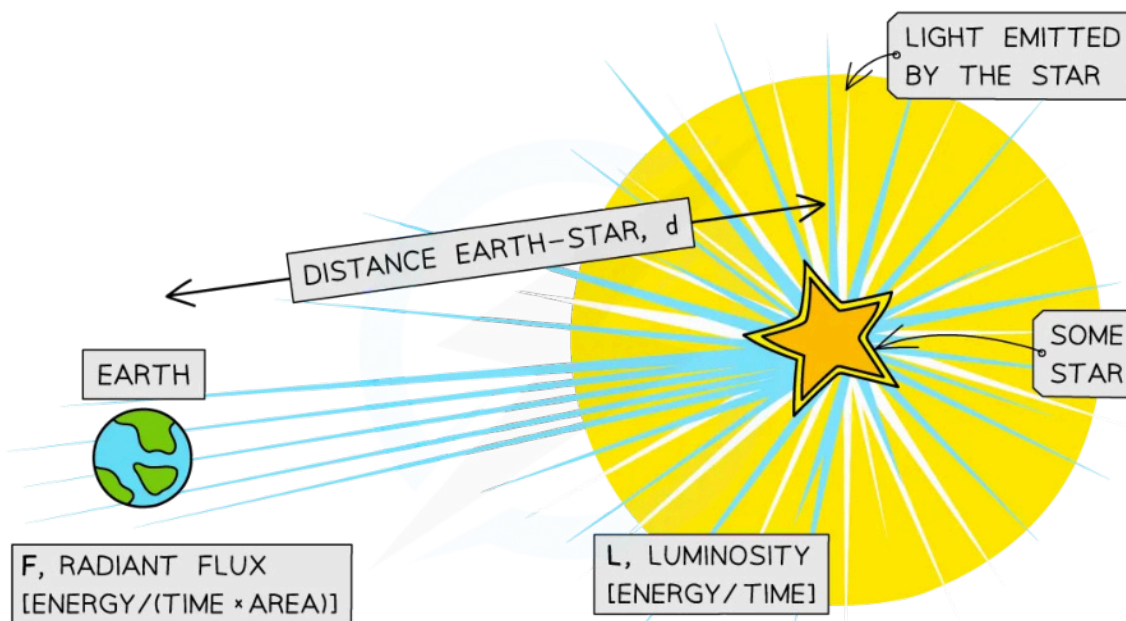 LIGHT EMITTED
BY THE STAR
DISTANCE EARTH-STAR, d
SOME
STAR
EARTH
F, RADIANT FLUX
[ENERGY/(TIME × AREA)]
L, LUMINOSITY
[ENERGY/TIME]